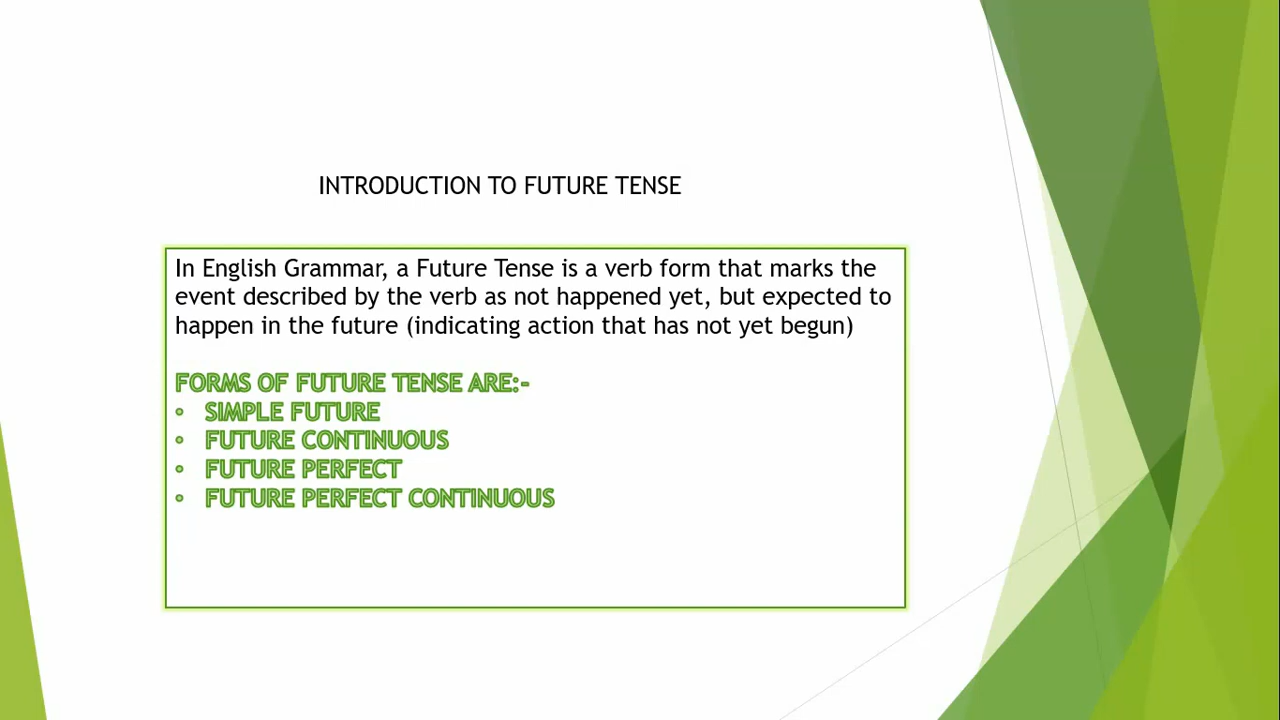 INTRODUCTION TO FUTURE TENSE
In English Grammar, a Future Tense is a verb form that marks the
event described by the verb as not happened yet, but expected to
happen in the future (indicating action that has not yet begun)
FORMS OF FUTURE TENSE ARE:-
• SIMPLE FUTURE
• FUTURE CONTINUOUS
• FUTURE PERFECT
• FUTURE PERFECT CONTINUOUS